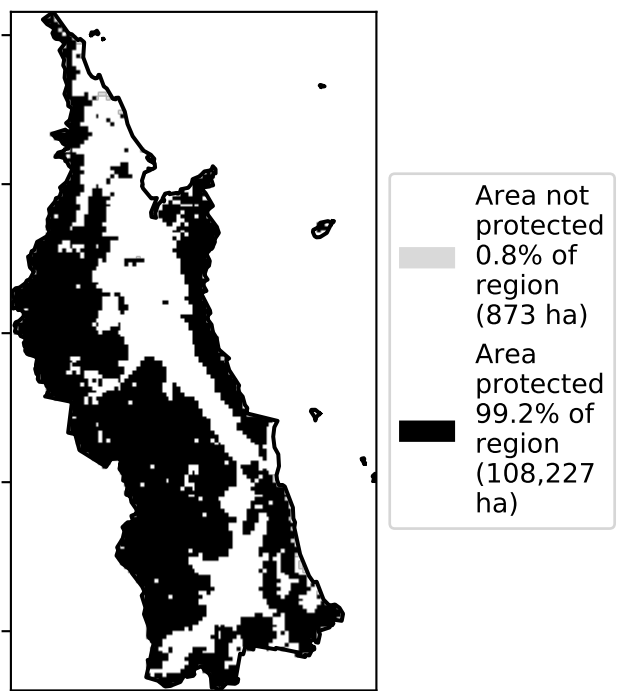 Area not
protected
0.8% of
region
(873 ha)
Area
protected
99.2% of
region
(108,227
ha)